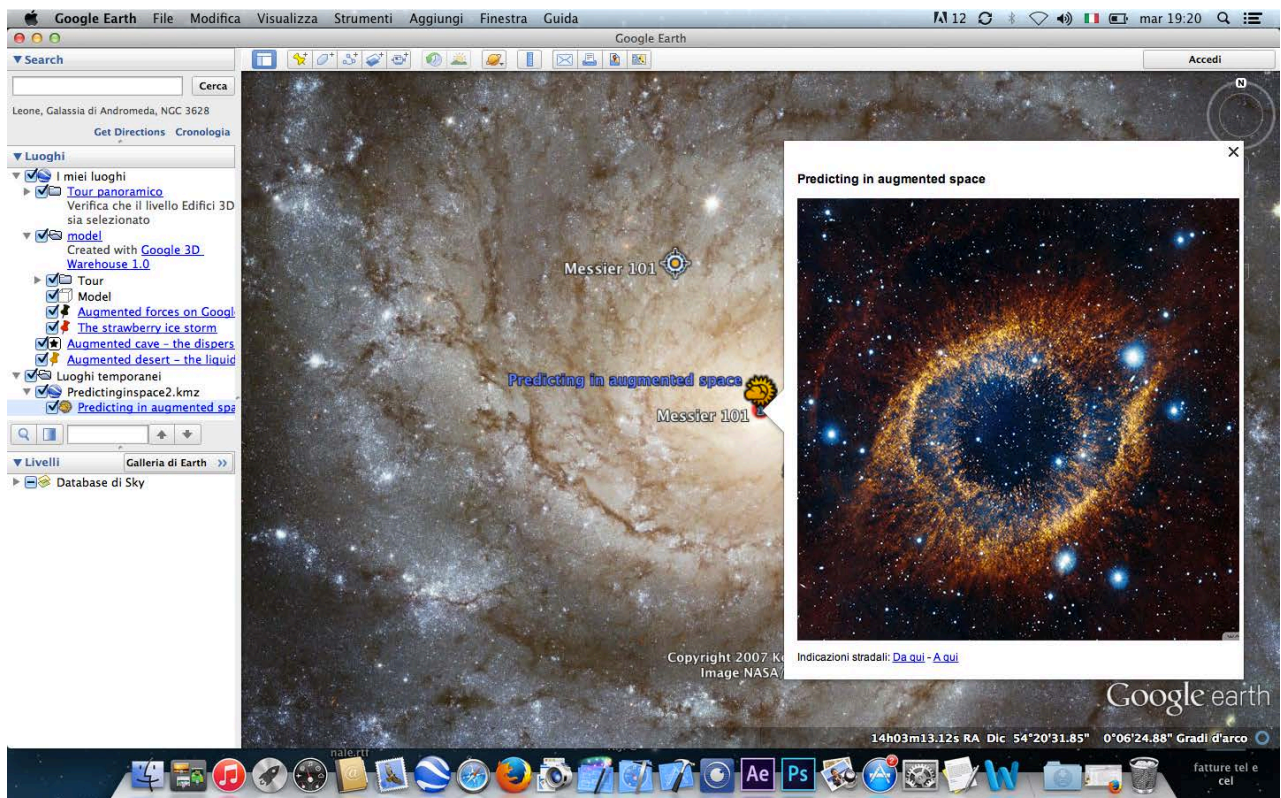 Google Earth File Modifica Visualizza Strumenti Aggiungi Finestra Guida 12 mar 19:20
Google Earth
Search
Accedi
Cerca
Leone, Galassia di Andromeda, NGC 3628
Get Directions Cronologia
Luoghi
I miei luoghi
Tour panoramico
Verifica che il livello Edifici 3D
sia selezionato
model
Created with Google 3D
Warehouse 1.0
Tour
Model
Augmented forces on Googl
The strawberry ice storm
Augmented cave – the dispers
Augmented desert – the liquid
Luoghi temporanei
Predictinginspace2.kmz
Predicting in augmented spa
Livelli
Galleria di Earth »
Database di Sky
N
Messier 101
Predicting in augmented space
Messier 101
Predicting in augmented space
Indicazioni stradali: Da qui - A qui
Copyright 2007
Image NASA/
Google earth
14h03m13.12s RA Dic 54°20'31.85" 0°06'24.88" Gradi d'arco
nale.rtf
Ae
Ps
W
fatture tel e
cel